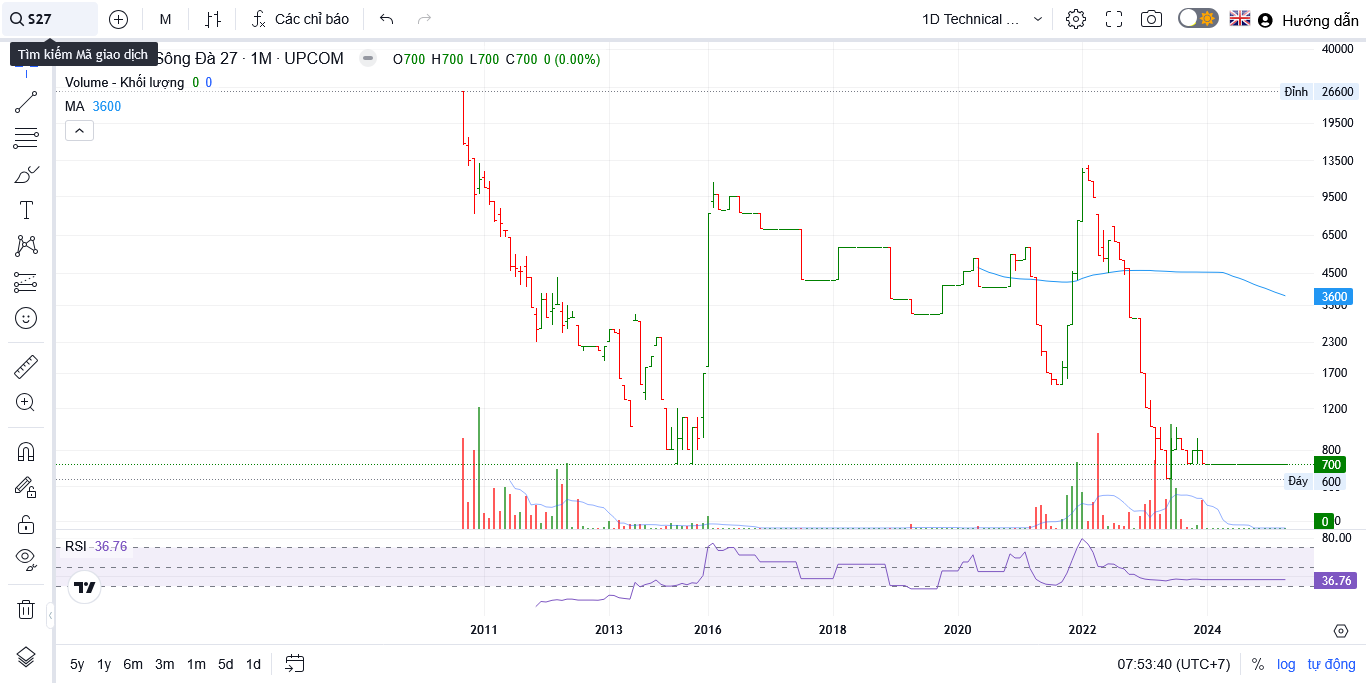 S27
M
Các chỉ báo
1D Technical ...
Hướng dẫn
Tìm kiếm Mã giao dịch
Sông Đà 27 · 1M · UPCOM
O700 H700 L700 C700 0 (0.00%)
Volume - Khối lượng 0 0
MA 3600
40000
Đỉnh 26600
19500
13500
9500
6500
4500
3600
3500
2300
1700
1200
800
700
Đáy 600
0
0
RSI 36.76
80.00
36.76
2011 2013 2016 2018 2020 2022 2024
5y 1y 6m 3m 1m 5d 1d
07:53:40 (UTC+7) % log tự động